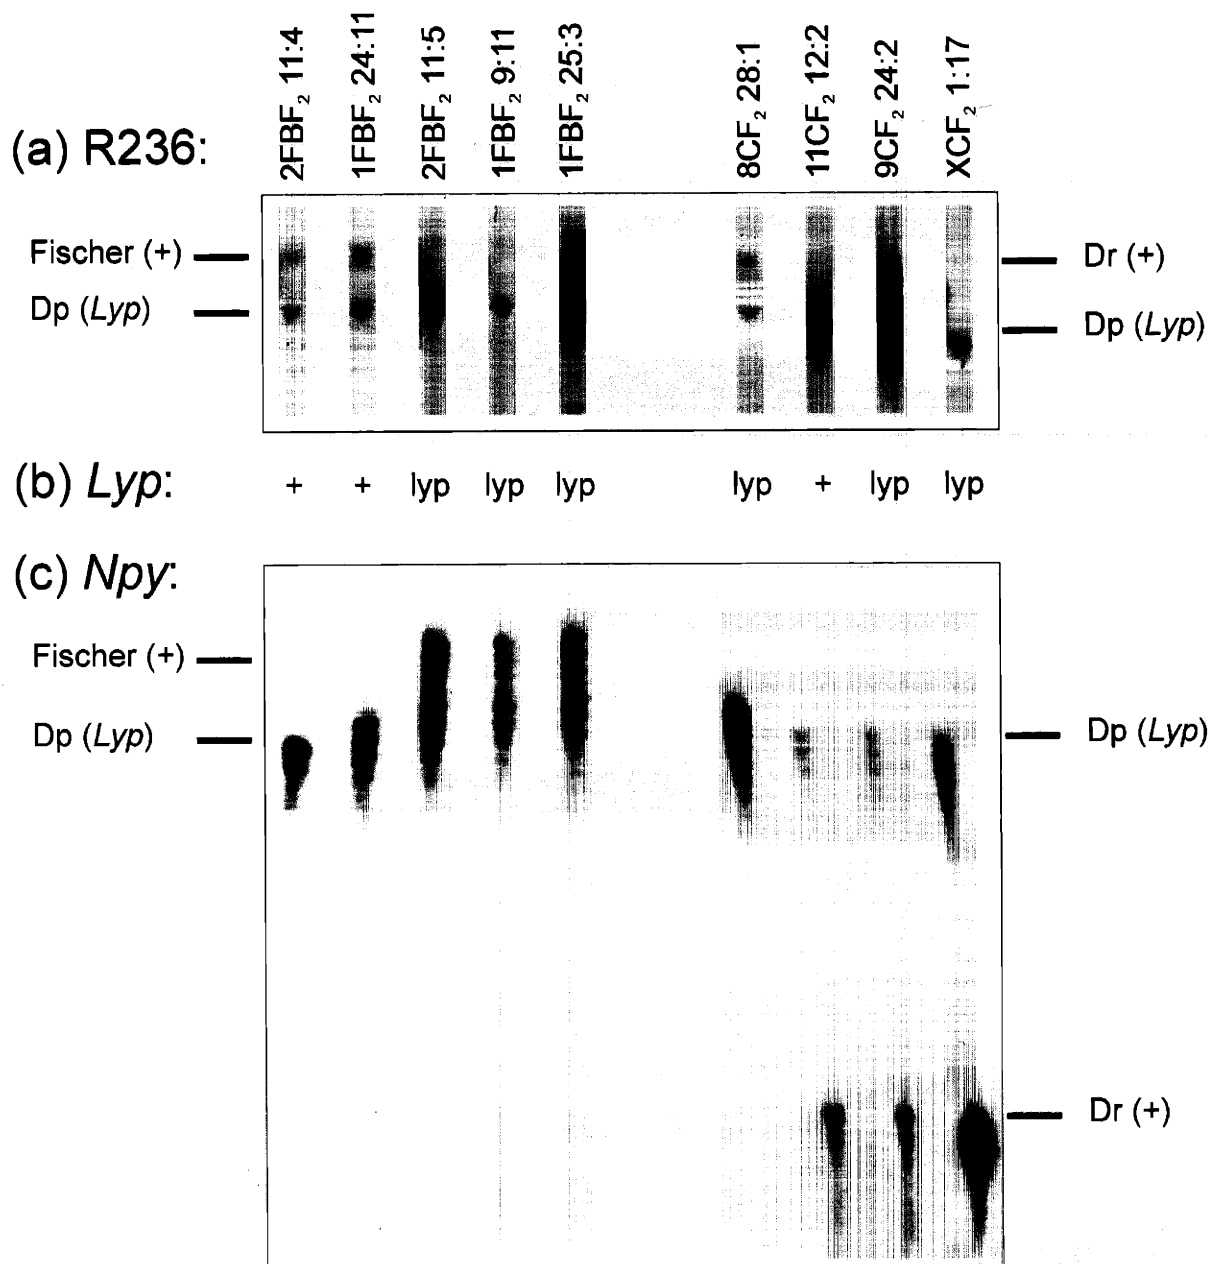 2FBF₂ 11:4
1FBF₂ 24:11
2FBF₂ 11:5
1FBF₂ 9:11
1FBF₂ 25:3
8CF₂ 28:1
11CF₂ 12:2
9CF₂ 24:2
XCF₂ 1:17
(a) R236:
Fischer (+)
Dr (+)
Dp (Lyp)
Dp (Lyp)
(b) Lyp: + + lyp lyp lyp lyp + lyp lyp
(c) Npy:
Fischer (+)
Dp (Lyp)
Dp (Lyp)
Dr (+)